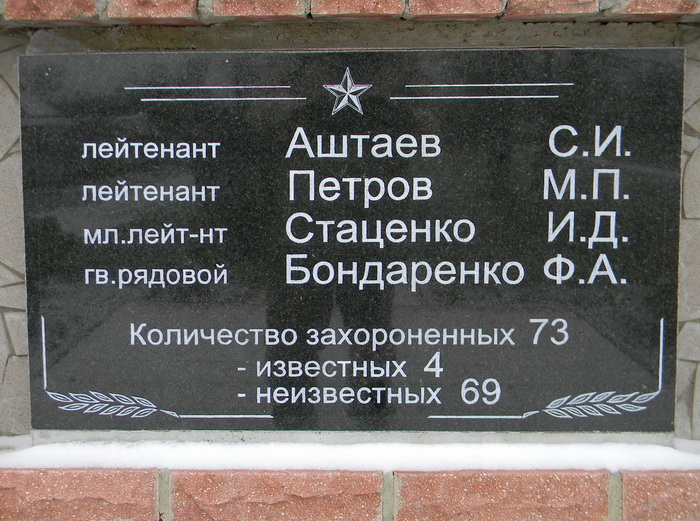 лейтенант Аштаев С.И.
лейтенант Петров М.П.
мл.лейт-нт Стаценко И.Д.
гв.рядовой Бондаренко Ф.А.
Количество захороненных 73
- известных 4
- неизвестных 69